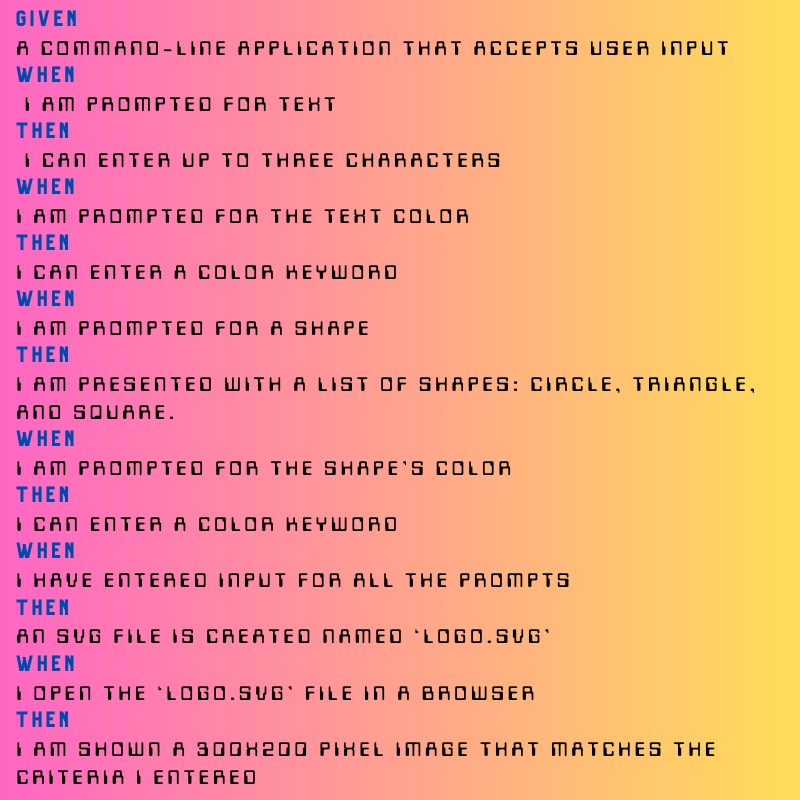 GIVEN
A COMMAND-LINE APPLICATION THAT ACCEPTS USER INPUT
WHEN
I AM PROMPTED FOR TEXT
THEN
I CAN ENTER UP TO THREE CHARACTERS
WHEN
I AM PROMPTED FOR THE TEXT COLOR
THEN
I CAN ENTER A COLOR KEYWORD
WHEN
I AM PROMPTED FOR A SHAPE
THEN
I AM PRESENTED WITH A LIST OF SHAPES: CIRCLE, TRIANGLE,
AND SQUARE.
WHEN
I AM PROMPTED FOR THE SHAPE'S COLOR
THEN
I CAN ENTER A COLOR KEYWORD
WHEN
I HAVE ENTERED INPUT FOR ALL THE PROMPTS
THEN
AN SVG FILE IS CREATED NAMED `LOGO.SVG`
WHEN
I OPEN THE `LOGO.SVG` FILE IN A BROWSER
THEN
I AM SHOWN A 300X200 PIXEL IMAGE THAT MATCHES THE
CRITERIA I ENTERED